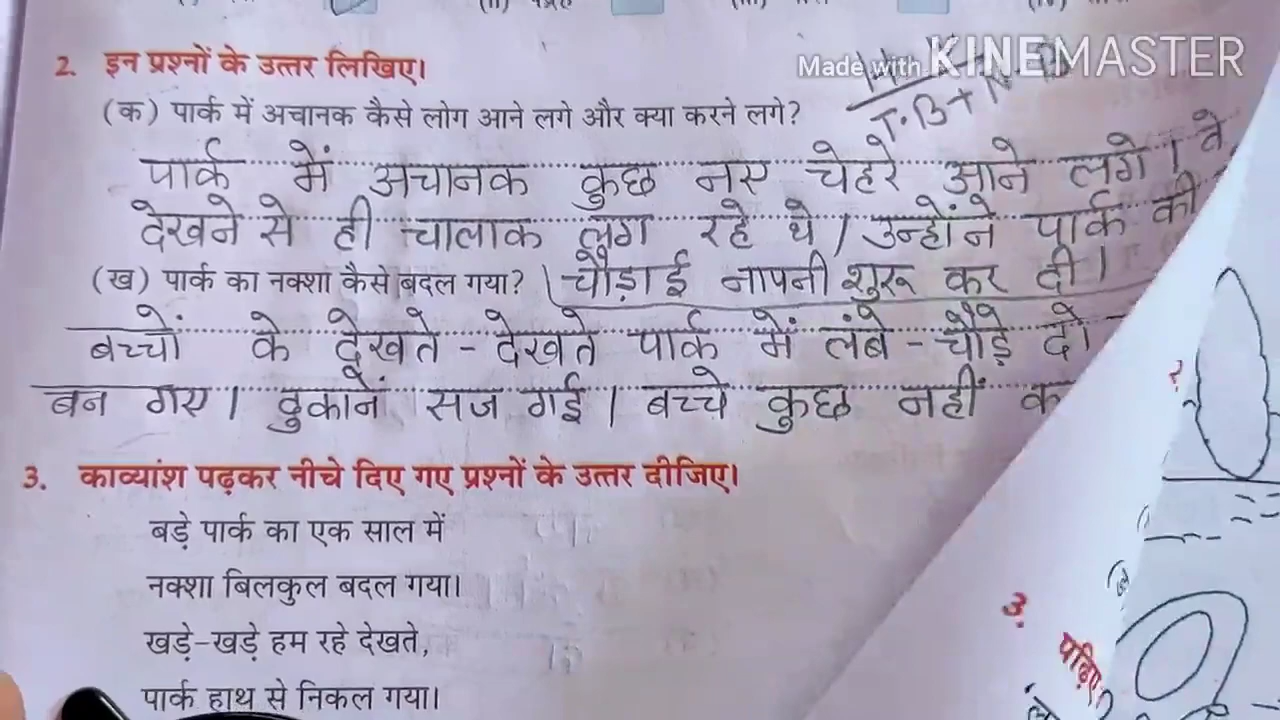 2. इन प्रश्नों के उत्तर लिखिए।
Made with KINEMASTER
(क) पार्क में अचानक कैसे लोग आने लगे और क्या करने लगे?
T.B+N.B
पार्क में अचानक कुछ नए चेहरे आने लगे। वे
देखने से ही चालाक लग रहे थे। उन्होंने पार्क की
(ख) पार्क का नक्शा कैसे बदल गया? चौड़ाई नापनी शुरू कर दी।
बच्चों के देखते-देखते पार्क में लंबे-चौड़े दो
बन गए। दुकानें सज गई। बच्चे कुछ नहीं क
3. काव्यांश पढ़कर नीचे दिए गए प्रश्नों के उत्तर दीजिए।
बड़े पार्क का एक साल में
नक्शा बिलकुल बदल गया।
खड़े-खड़े हम रहे देखते,
पार्क हाथ से निकल गया।
3. पढ़िए